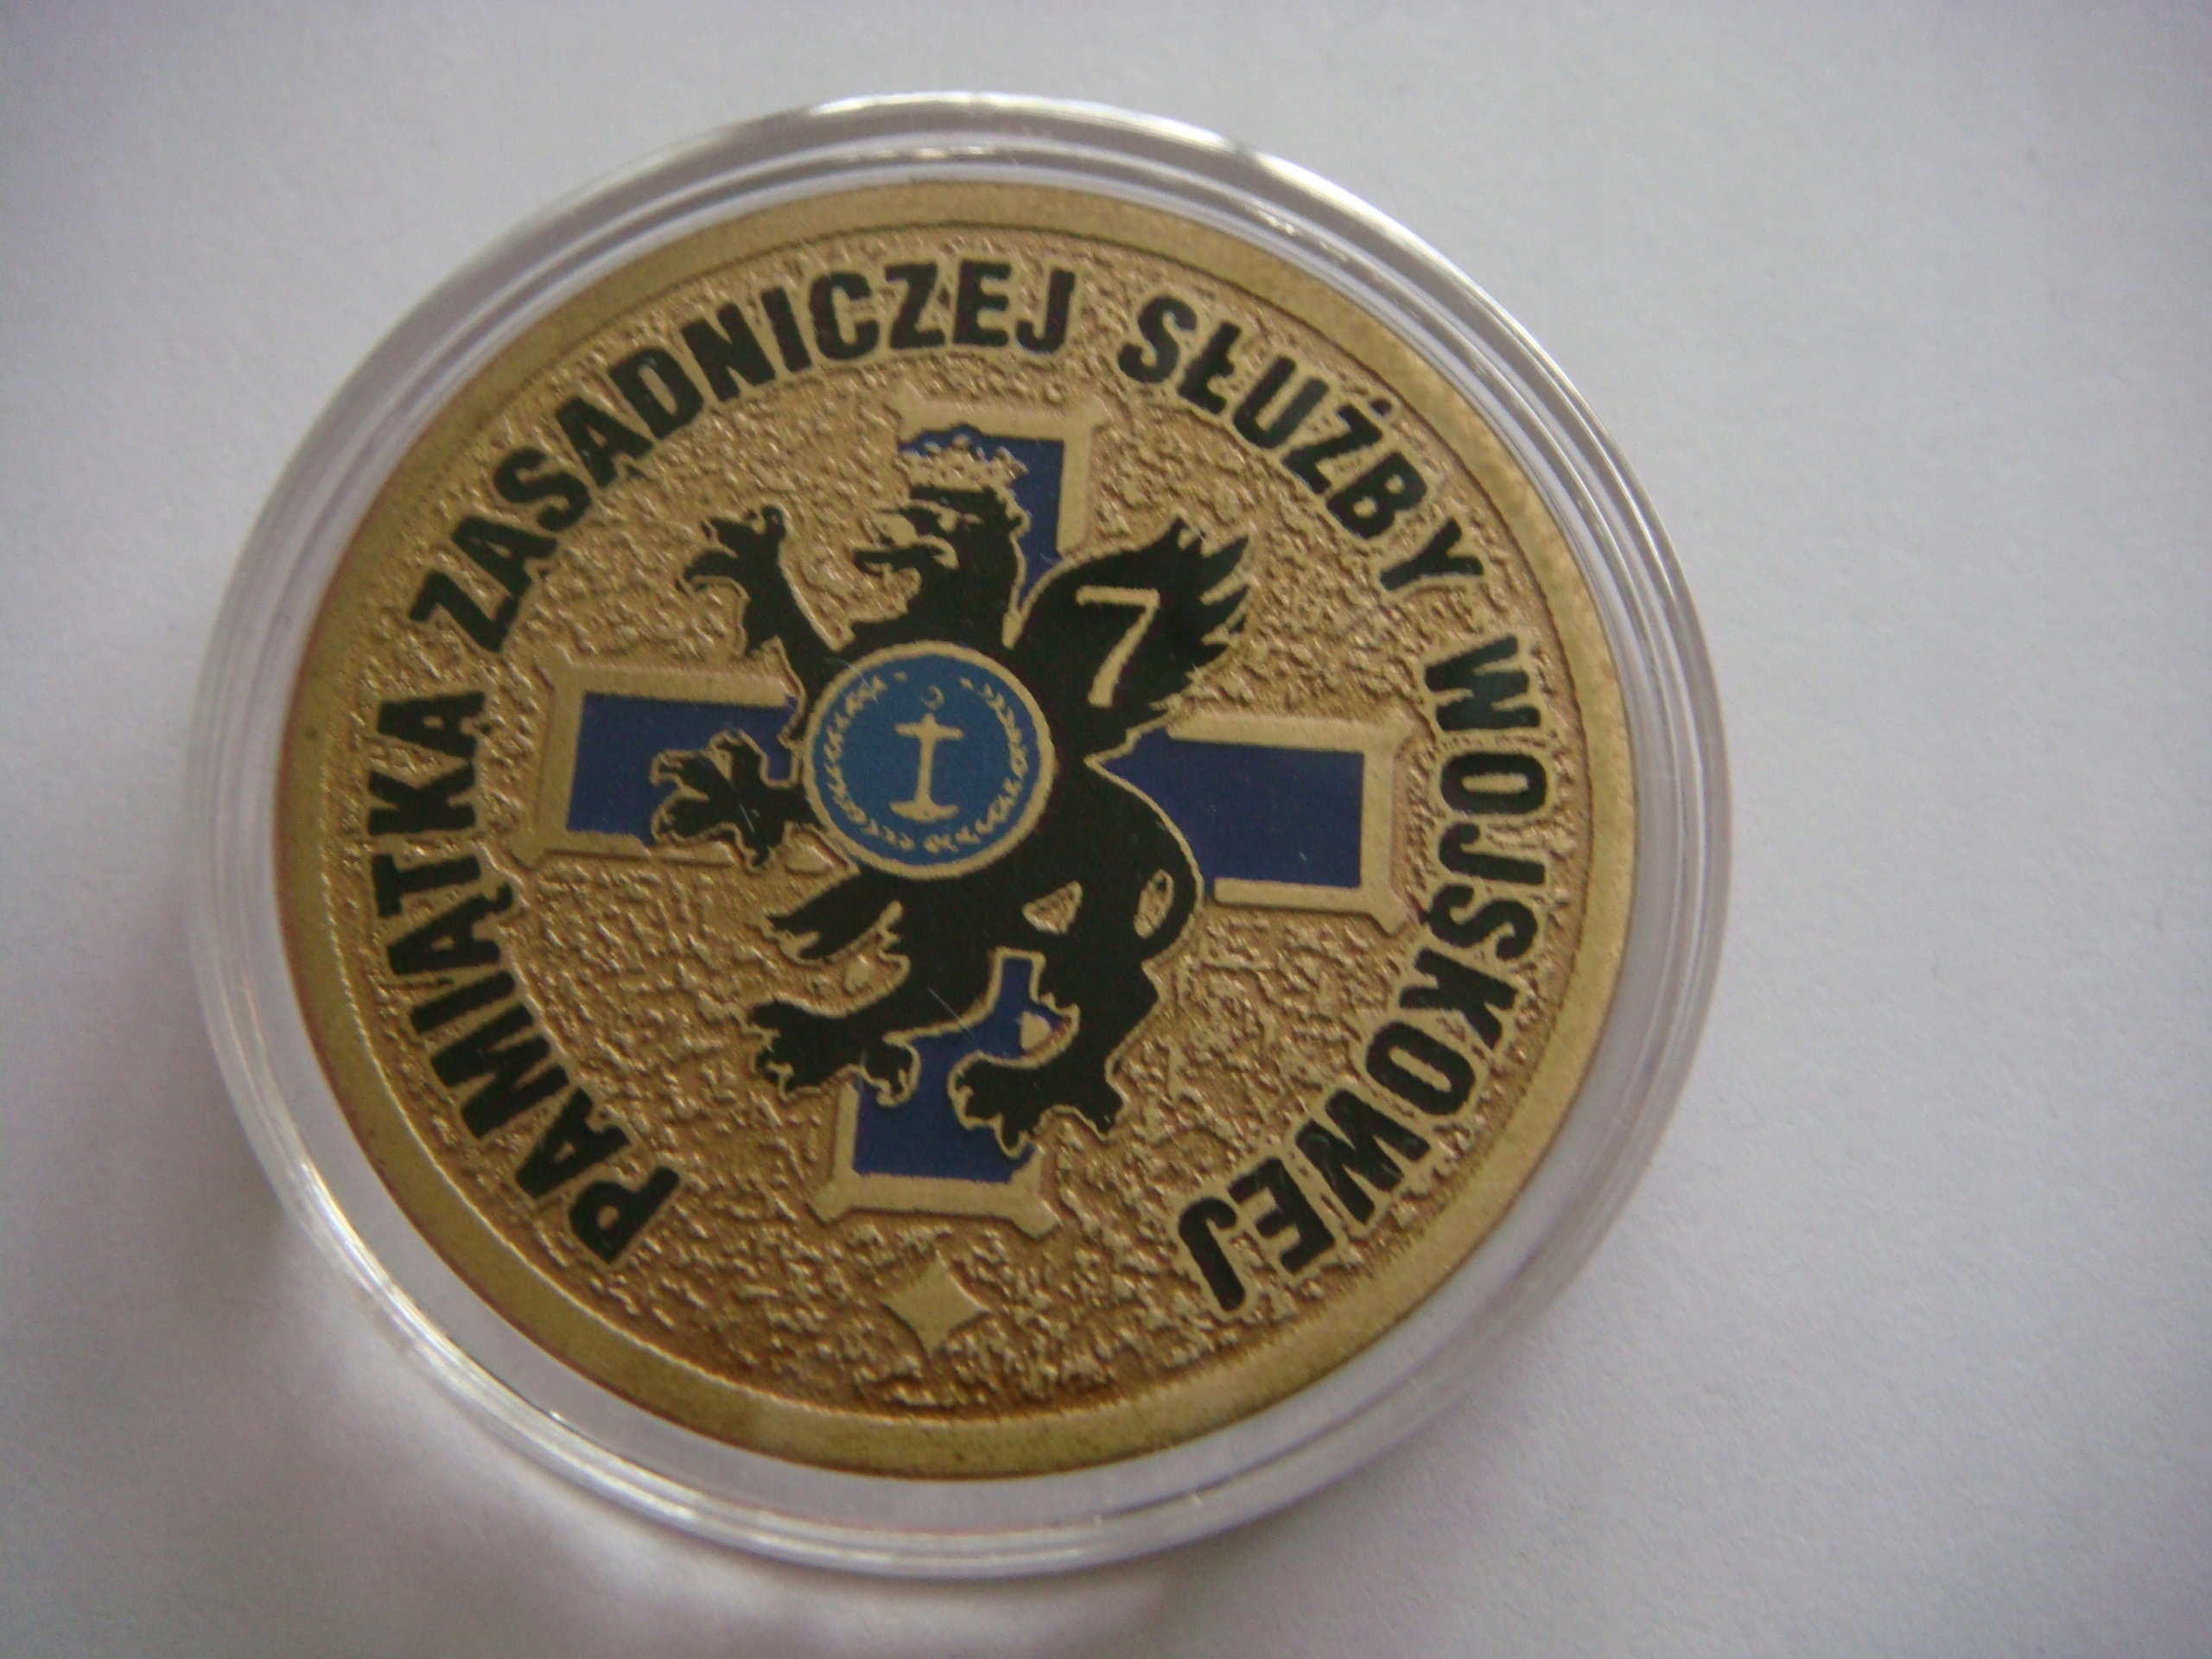 PAMIĄTKA ZASADNICZEJ SŁUŻBY WOJSKOWEJ
7